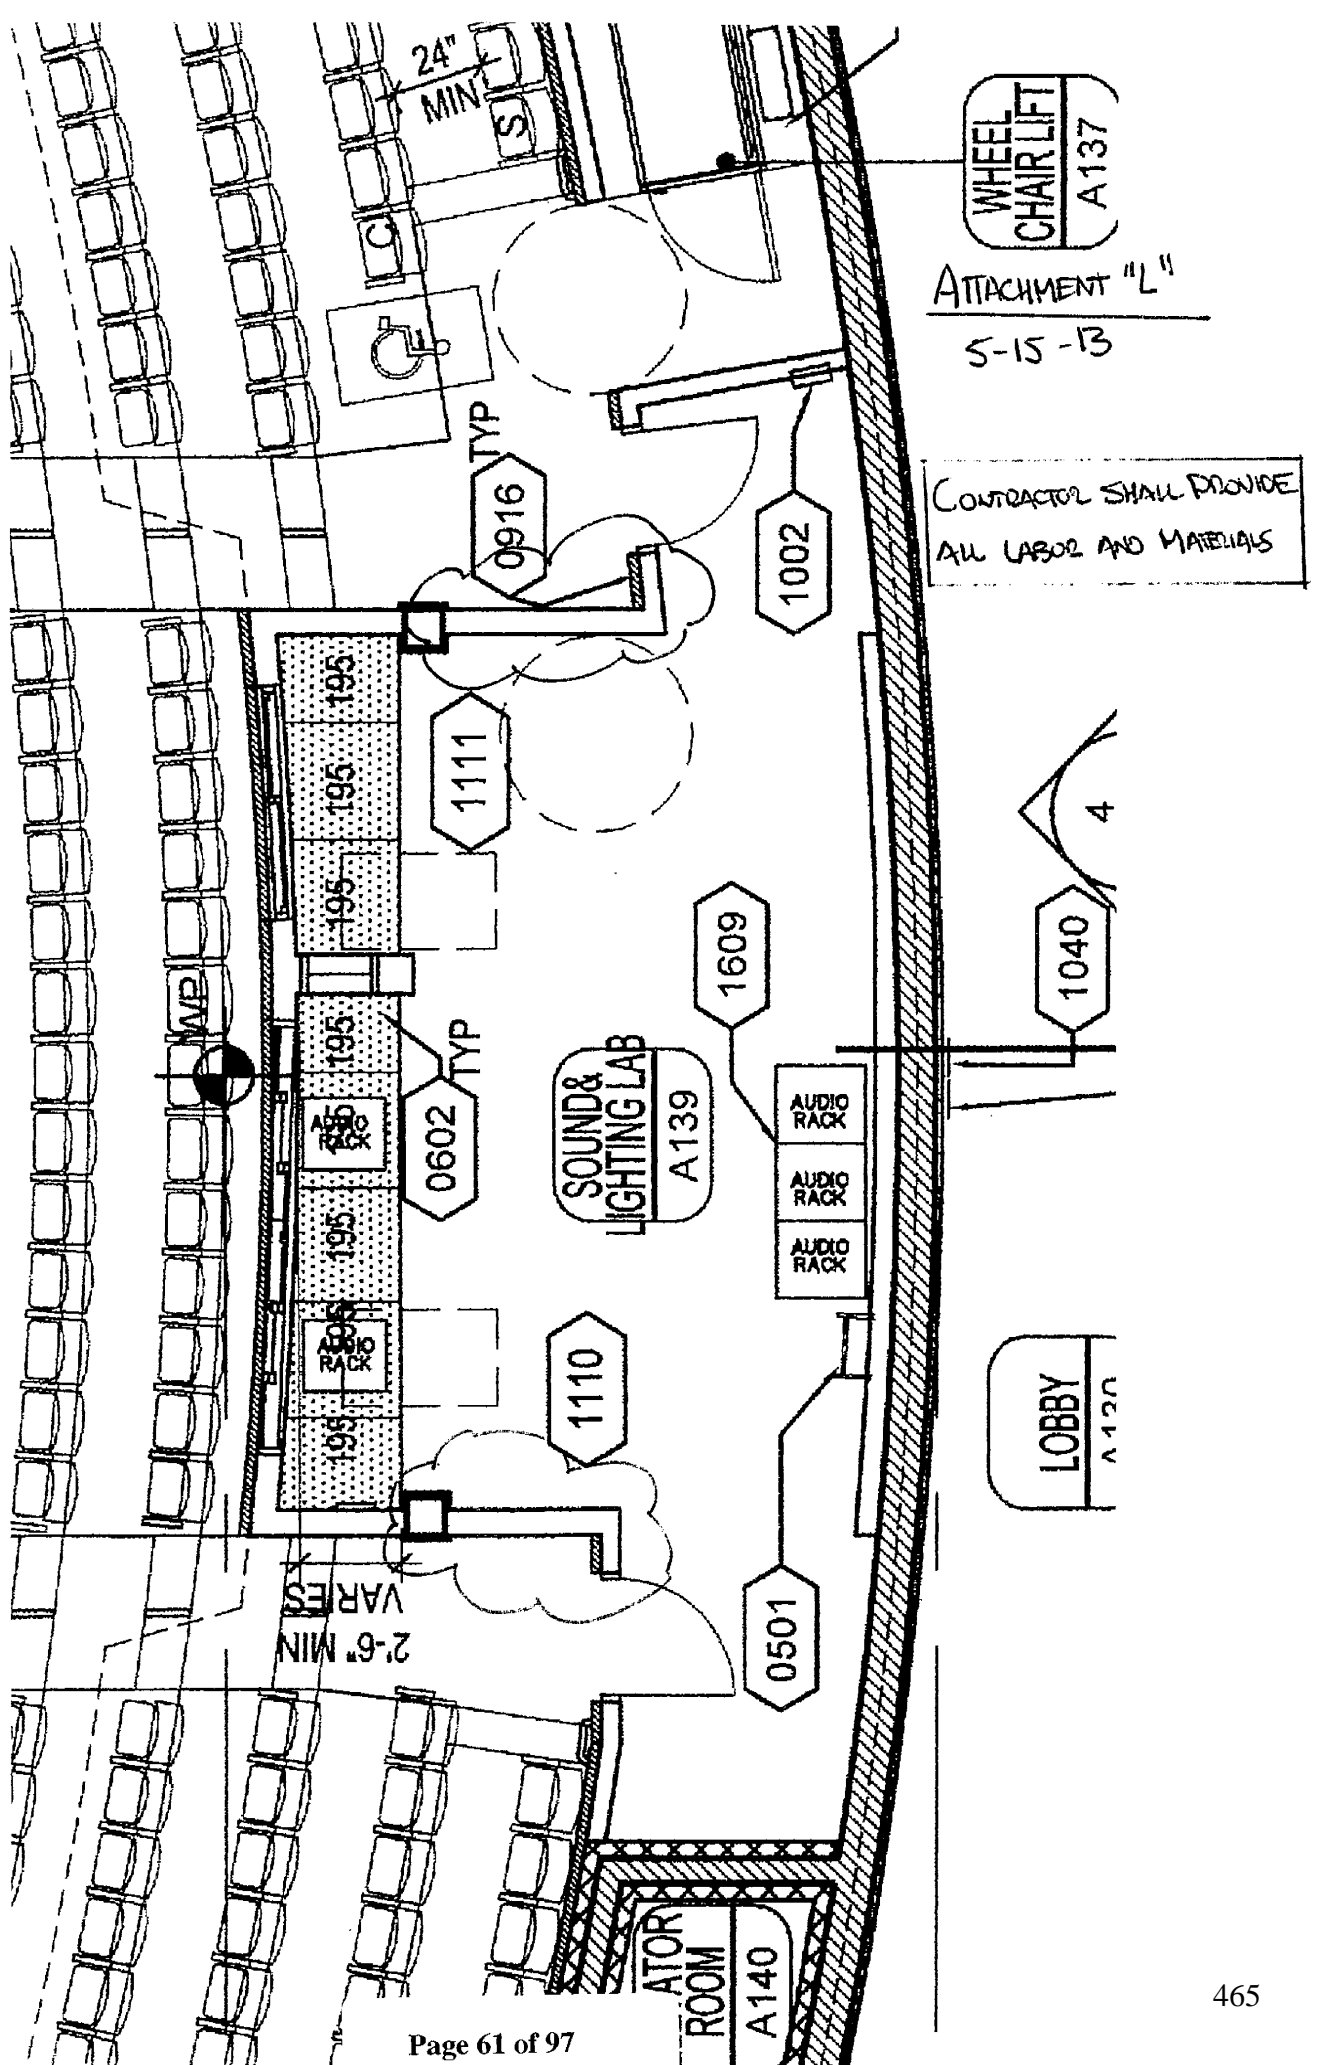 24"
MIN
S
C
WHEEL
CHAIR LIFT
A137
ATTACHMENT "L"
5-15-13
TYP
0916
1002
CONTRACTOR SHALL PROVIDE
ALL LABOR AND MATERIALS
195
195
195
1111
1609
4
1040
WP
195
TYP
0602
AUDIO
RACK
195
SOUND&
LIGHTING LAB
A139
AUDIO
RACK
AUDIO
RACK
AUDIO
RACK
195
195
AUDIO
RACK
195
1110
LOBBY
VARIES
2'-6" MIN
0501
ATOR
ROOM
A140
465
Page 61 of 97